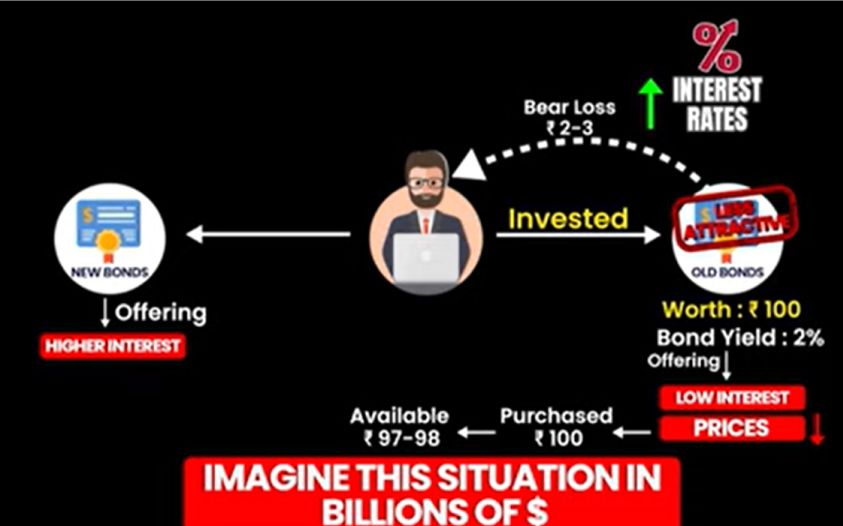 %
INTEREST
RATES
Bear Loss
₹ 2-3
Invested
$
NEW BONDS
$ LESS
ATTRACTIVE
OLD BONDS
Offering
HIGHER INTEREST
Worth : ₹ 100
Bond Yield : 2%
Offering
LOW INTEREST
PRICES
Available
₹ 97-98
Purchased
₹ 100
IMAGINE THIS SITUATION IN
BILLIONS OF $